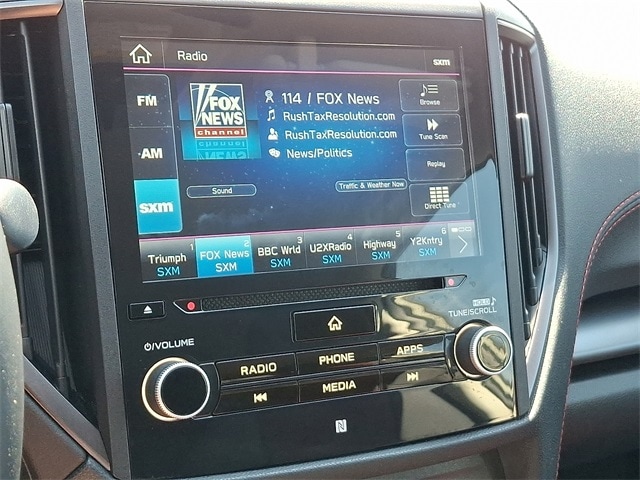 Radio
sxm
FM
AM
sxm
FOX
NEWS
channel
114 / FOX News
RushTaxResolution.com
RushTaxResolution.com
News/Politics
Browse
Tune Scan
Replay
Direct Tune
Sound
Traffic & Weather Now
1 Triumph SXM
2 FOX News SXM
3 BBC Wrld SXM
4 U2XRadio SXM
5 Highway SXM
6 Y2Kntry SXM
HOLD
TUNE/SCROLL
VOLUME
RADIO
PHONE
APPS
MEDIA
N